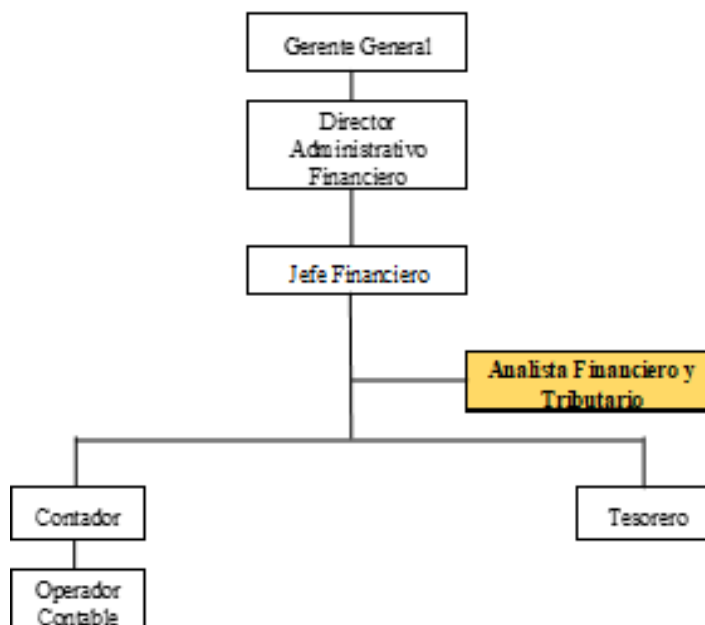 Gerente General
Director
Administrativo
Financiero
Jefe Financiero
Analista Financiero y
Tributario
Contador
Tesorero
Operador
Contable